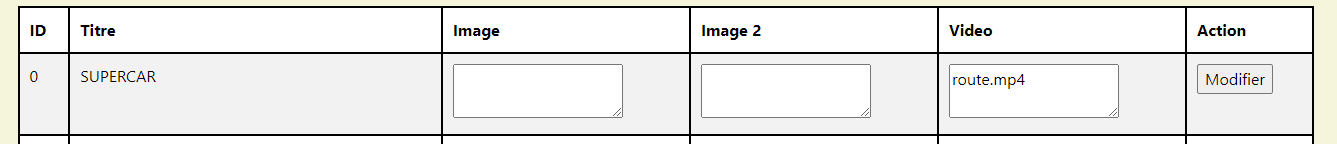 ID Titre Image Image 2 Video Action
0 SUPERCAR route.mp4 Modifier